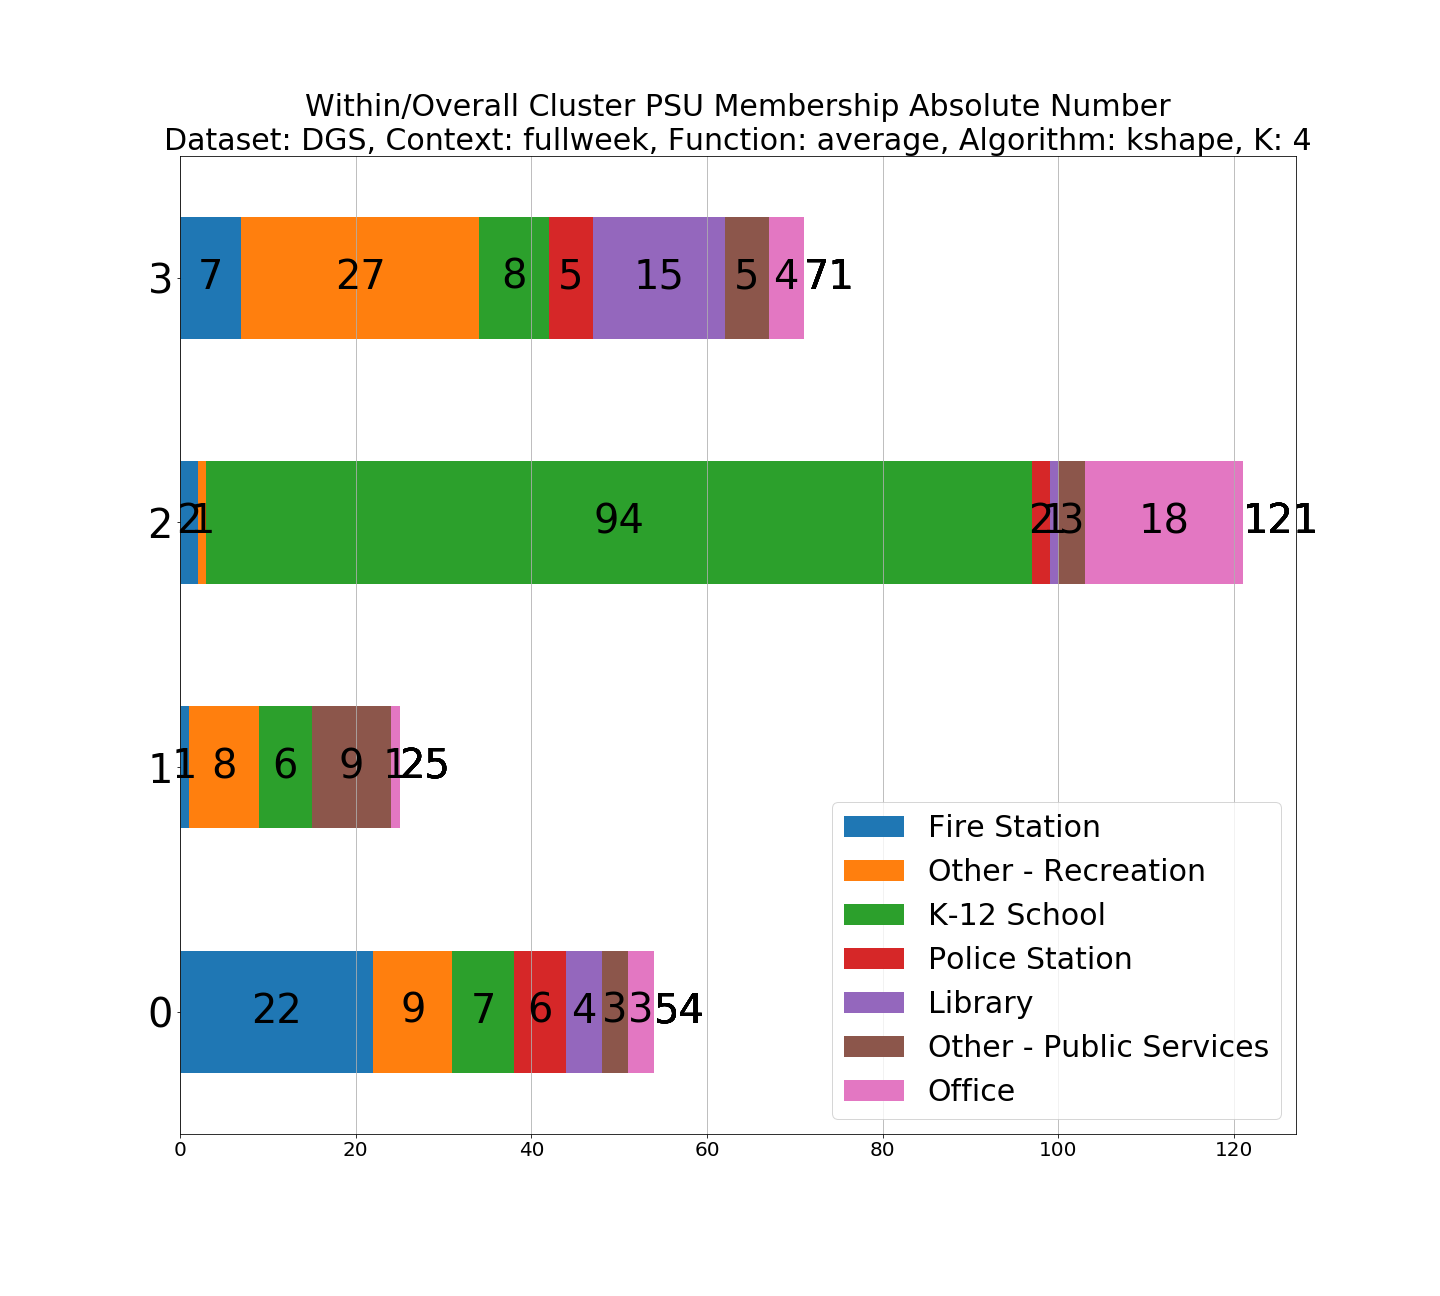 Within/Overall Cluster PSU Membership Absolute Number
Dataset: DGS, Context: fullweek, Function: average, Algorithm: kshape, K: 4
3 7 27 8 5 15 5 4 71
2 2 1 94 2 1 3 18 121
1 1 8 6 9 1 25
0 22 9 7 6 4 3 3 54
Fire Station
Other - Recreation
K-12 School
Police Station
Library
Other - Public Services
Office
0 20 40 60 80 100 120